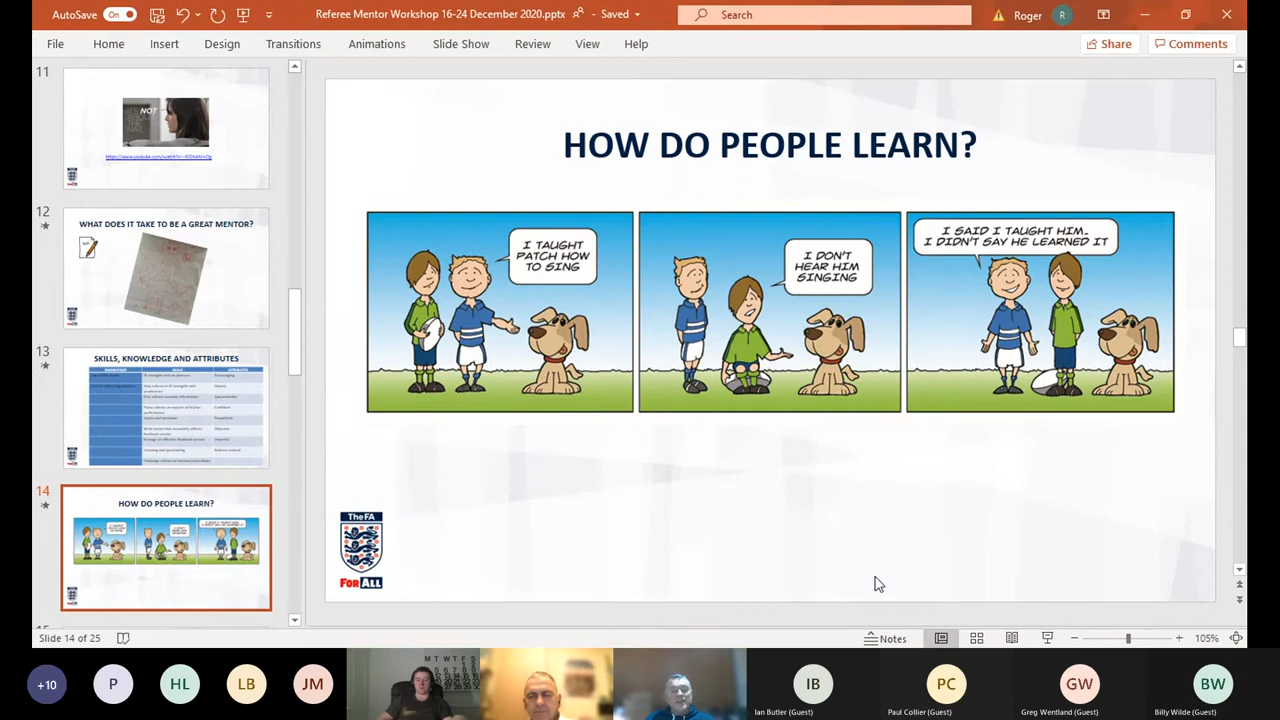 AutoSave
On
Referee Mentor Workshop 16-24 December 2020.pptx
- Saved
Search
Roger
R
File
Home
Insert
Design
Transitions
Animations
Slide Show
Review
View
Help
Share
Comments
11
NOT
12
WHAT DOES IT TAKE TO BE A GREAT MENTOR?
13
SKILLS, KNOWLEDGE AND ATTRIBUTES
14
HOW DO PEOPLE LEARN?
HOW DO PEOPLE LEARN?
I TAUGHT
PATCH HOW
TO SING
I DON'T
HEAR HIM
SINGING
I SAID I TAUGHT HIM.
I DIDN'T SAY HE LEARNED IT
TheFA
FOR ALL
Slide 14 of 25
Notes
105%
+10
P
HL
LB
JM
M T W T F S
IB
Ian Butler (Guest)
PC
Paul Collier (Guest)
GW
Greg Wentland (Guest)
BW
Billy Wilde (Guest)